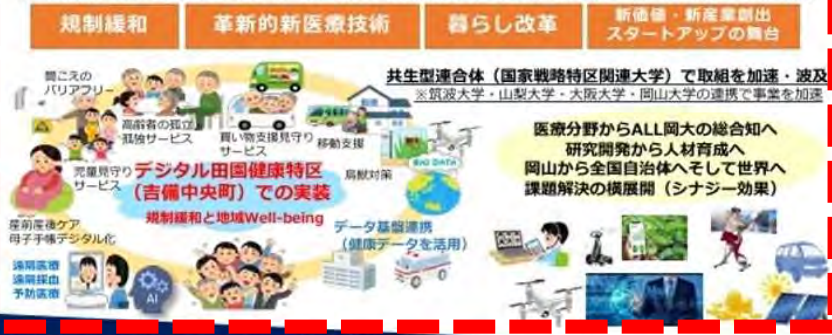 規制緩和
革新的新医療技術
暮らし改革
新価値・新産業創出
スタートアップの舞台
聞こえの
バリアフリー
高齢者の孤立
孤独サービス
買い物支援見守り
サービス
移動支援
共生型連合体（国家戦略特区関連大学）で取組を加速・波及
※筑波大学・山梨大学・大阪大学・岡山大学の連携で事業を加速
児童見守り
サービス
デジタル田園健康特区
（吉備中央町）での実装
規制緩和と地域Well-being
鳥獣対策
BIG DATA
医療分野からALL岡大の総合知へ
研究開発から人材育成へ
岡山から全国自治体へそして世界へ
課題解決の横展開（シナジー効果）
産前産後ケア
母子手帳デジタル化
データ基盤連携
（健康データを活用）
遠隔医療
遠隔採血
予防医療
AI